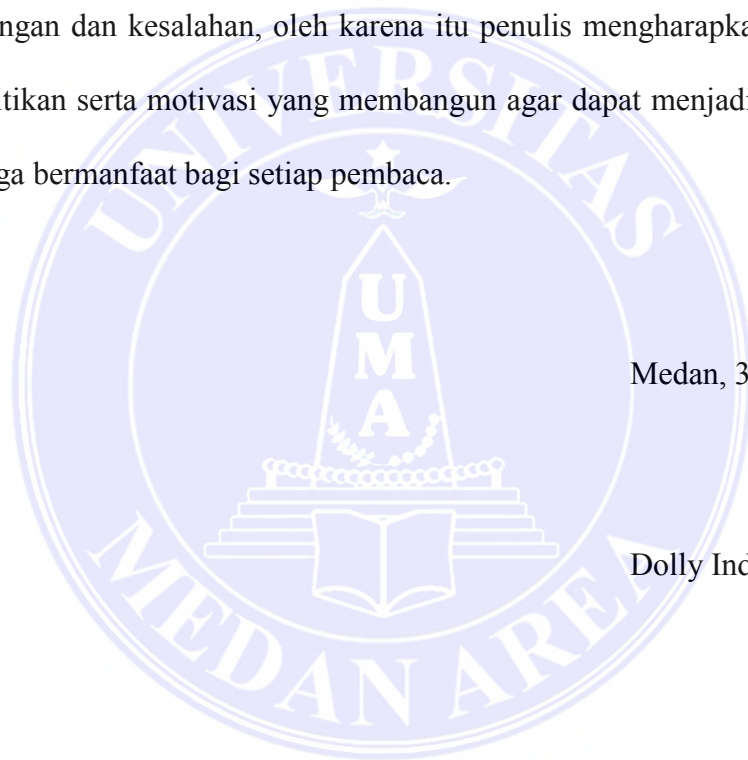 ngan dan kesalahan, oleh karena itu penulis mengharapka
itikan serta motivasi yang membangun agar dapat menjadi
ga bermanfaat bagi setiap pembaca.
UNIVERSITAS
UMA
Medan, 3
Dolly Ind
MEDAN AREA